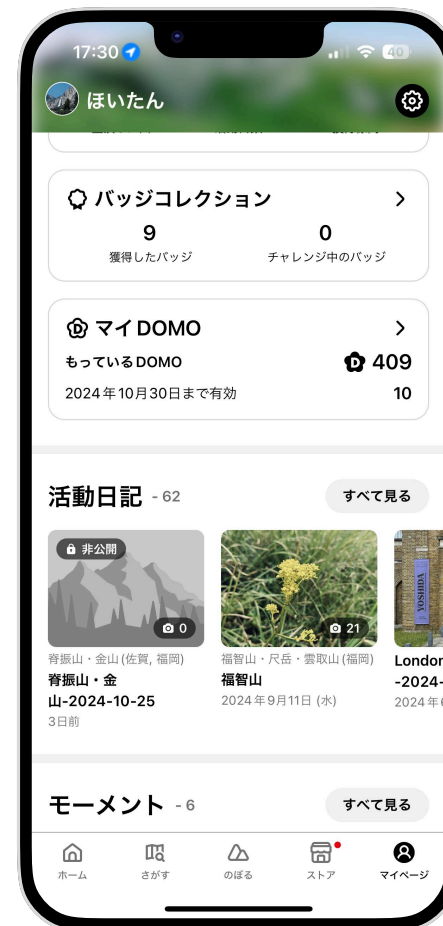 17:30
40
ほいたん
バッジコレクション
9
0
獲得したバッジ
チャレンジ中のバッジ
マイDOMO
もっているDOMO
409
2024年10月30日まで有効
10
活動日記 - 62
すべて見る
非公開
0
21
YOSHIDA
脊振山・金山(佐賀, 福岡)
脊振山・金
山-2024-10-25
3日前
福智山・尺岳・雲取山(福岡)
福智山
2024年9月11日 (水)
London
-2024-
2024年6
モーメント - 6
すべて見る
ホーム
さがす
のぼる
ストア
マイページ